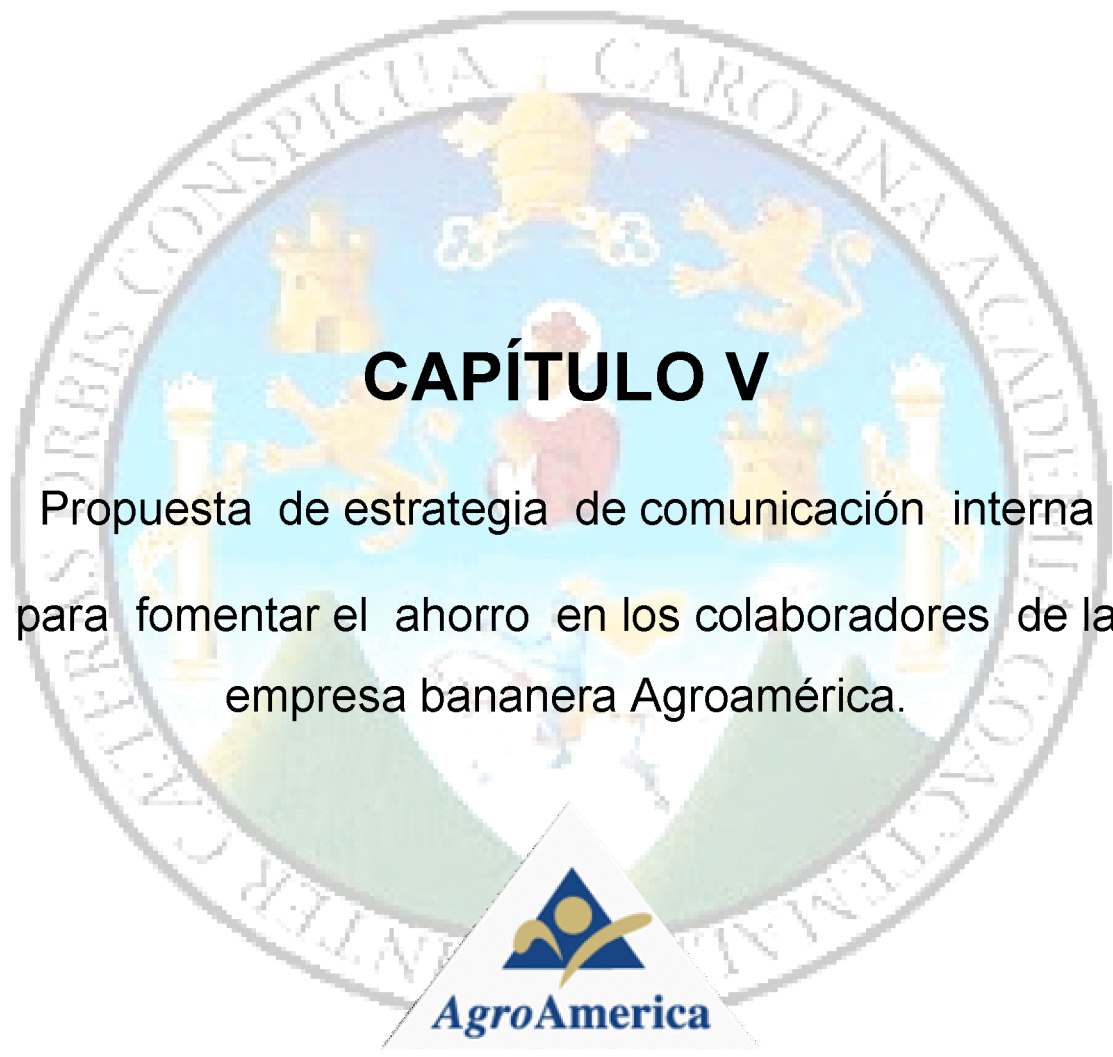 CAROLINA ACADEMIA COACTEMALENSIS INTER CAETERAS ORBIS CONSPICUA
CAPÍTULO V
Propuesta de estrategia de comunicación interna
para fomentar el ahorro en los colaboradores de la
empresa bananera Agroamérica.
AgroAmerica